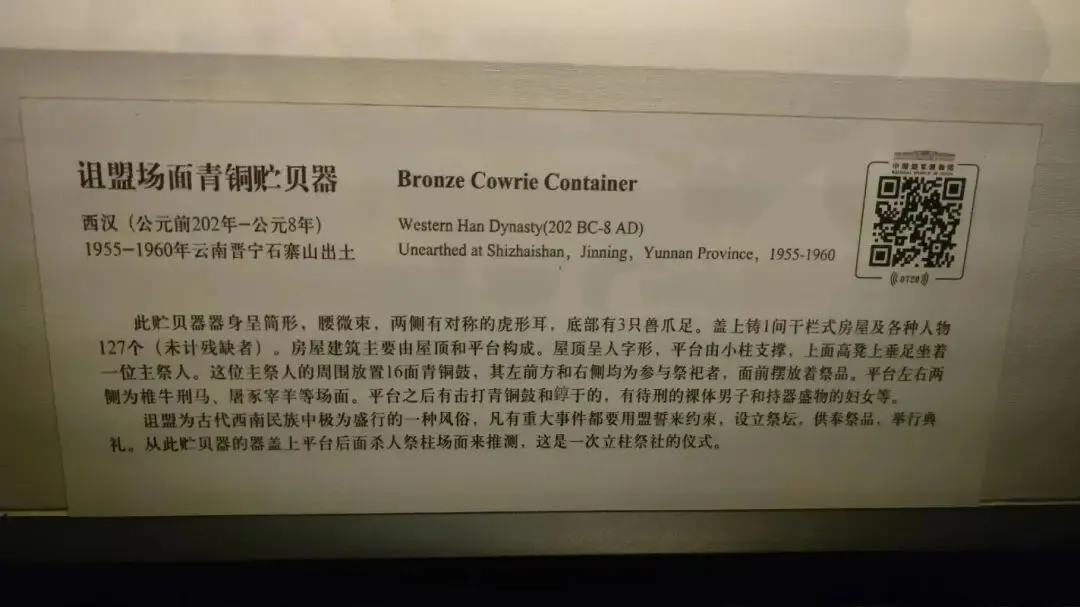 诅盟场面青铜贮贝器
西汉（公元前202年—公元8年）
1955—1960年云南晋宁石寨山出土
Bronze Cowrie Container
Western Han Dynasty(202 BC-8 AD)
Unearthed at Shizhaishan, Jinning, Yunnan Province, 1955-1960
中国国家博物馆
NATIONAL MUSEUM OF CHINA
0720
此贮贝器器身呈筒形，腰微束，两侧有对称的虎形耳，底部有3只兽爪足。盖上铸1间干栏式房屋及各种人物
127个（未计残缺者）。房屋建筑主要由屋顶和平台构成。屋顶呈人字形，平台由小柱支撑，上面高凳上垂足坐着
一位主祭人。这位主祭人的周围放置16面青铜鼓，其左前方和右侧均为参与祭祀者，面前摆放着祭品。平台左右两
侧为椎牛刑马、屠豕宰羊等场面。平台之后有击打青铜鼓和錞于的，有待刑的裸体男子和持器盛物的妇女等。
诅盟为古代西南民族中极为盛行的一种风俗，凡有重大事件都要用盟誓来约束，设立祭坛，供奉祭品，举行典
礼。从此贮贝器的器盖上平台后面杀人祭柱场面来推测，这是一次立柱祭社的仪式。